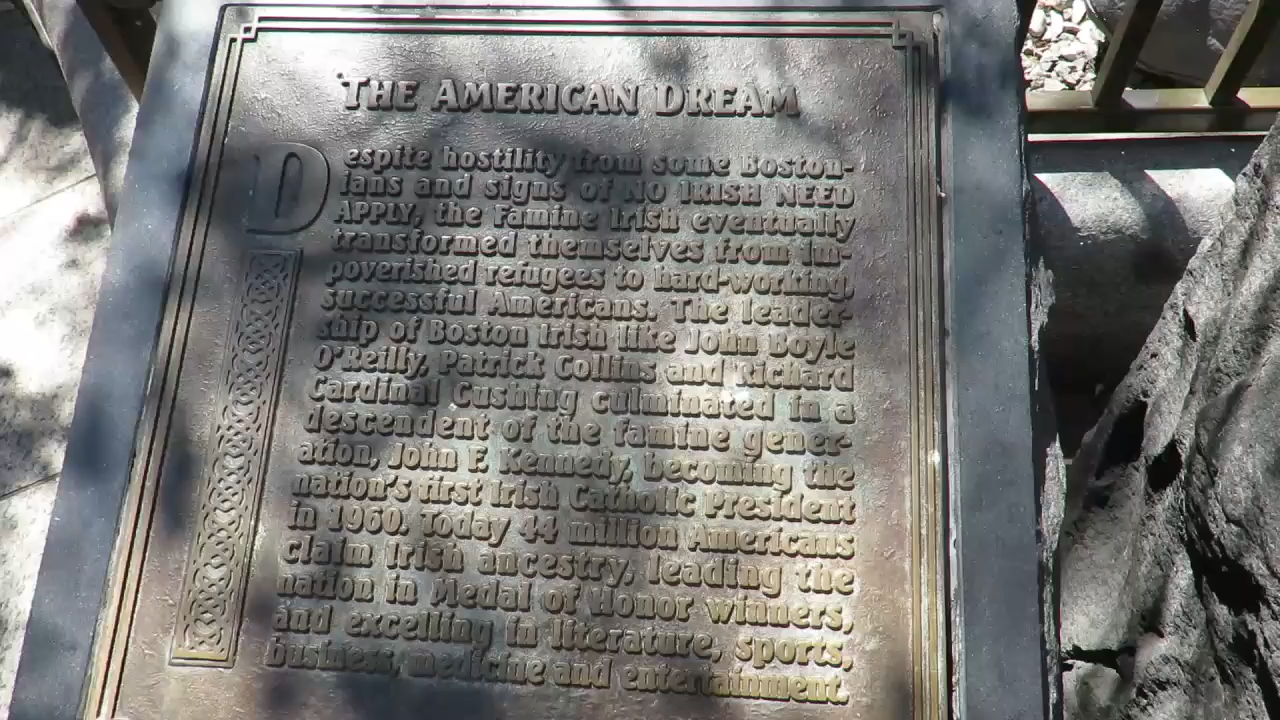 THE AMERICAN DREAM
Despite hostility from some Boston-
ians and signs of NO IRISH NEED
APPLY, the Famine Irish eventually
transformed themselves from im-
poverished refugees to hard-working,
successful Americans. The leader-
ship of Boston Irish like John Boyle
O'Reilly, Patrick Collins and Richard
Cardinal Cushing culminated in a
descendent of the famine gener-
ation, John F. Kennedy, becoming the
nation's first Irish Catholic President
in 1960. Today 44 million Americans
claim Irish ancestry, leading the
nation in Medal of Honor winners,
and excelling in literature, sports,
business, medicine and entertainment.